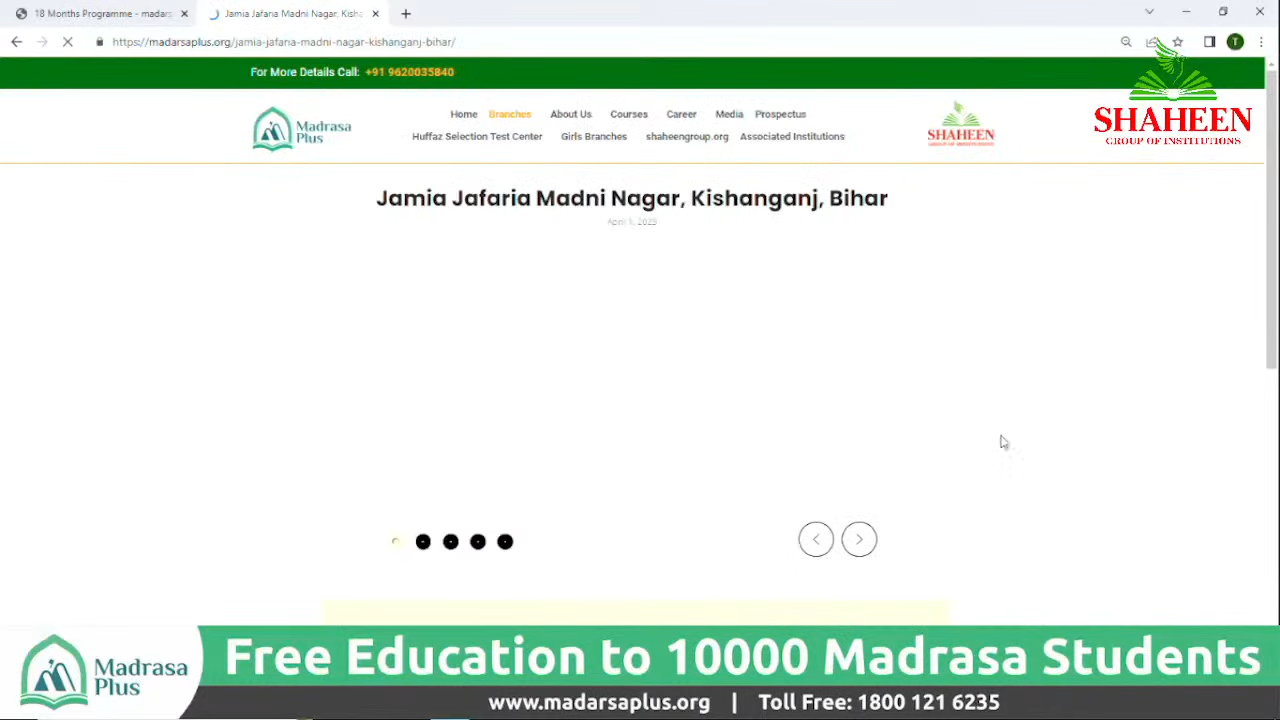 18 Months Programme - madars
Jamia Jafaria Madni Nagar, Kisha
https://madarsaplus.org/jamia-jafaria-madni-nagar-kishanganj-bihar/
T
For More Details Call: +91 9620035840
Madrasa
Plus
Home Branches About Us Courses Career Media Prospectus
Huffaz Selection Test Center Girls Branches shaheengroup.org Associated Institutions
SHAHEEN
GROUP OF INSTITUTIONS
SHAHEEN
GROUP OF INSTITUTIONS
Jamia Jafaria Madni Nagar, Kishanganj, Bihar
April 1, 2025
Madrasa
Plus
Free Education to 10000 Madrasa Students
www.madarsaplus.org | Toll Free: 1800 121 6235